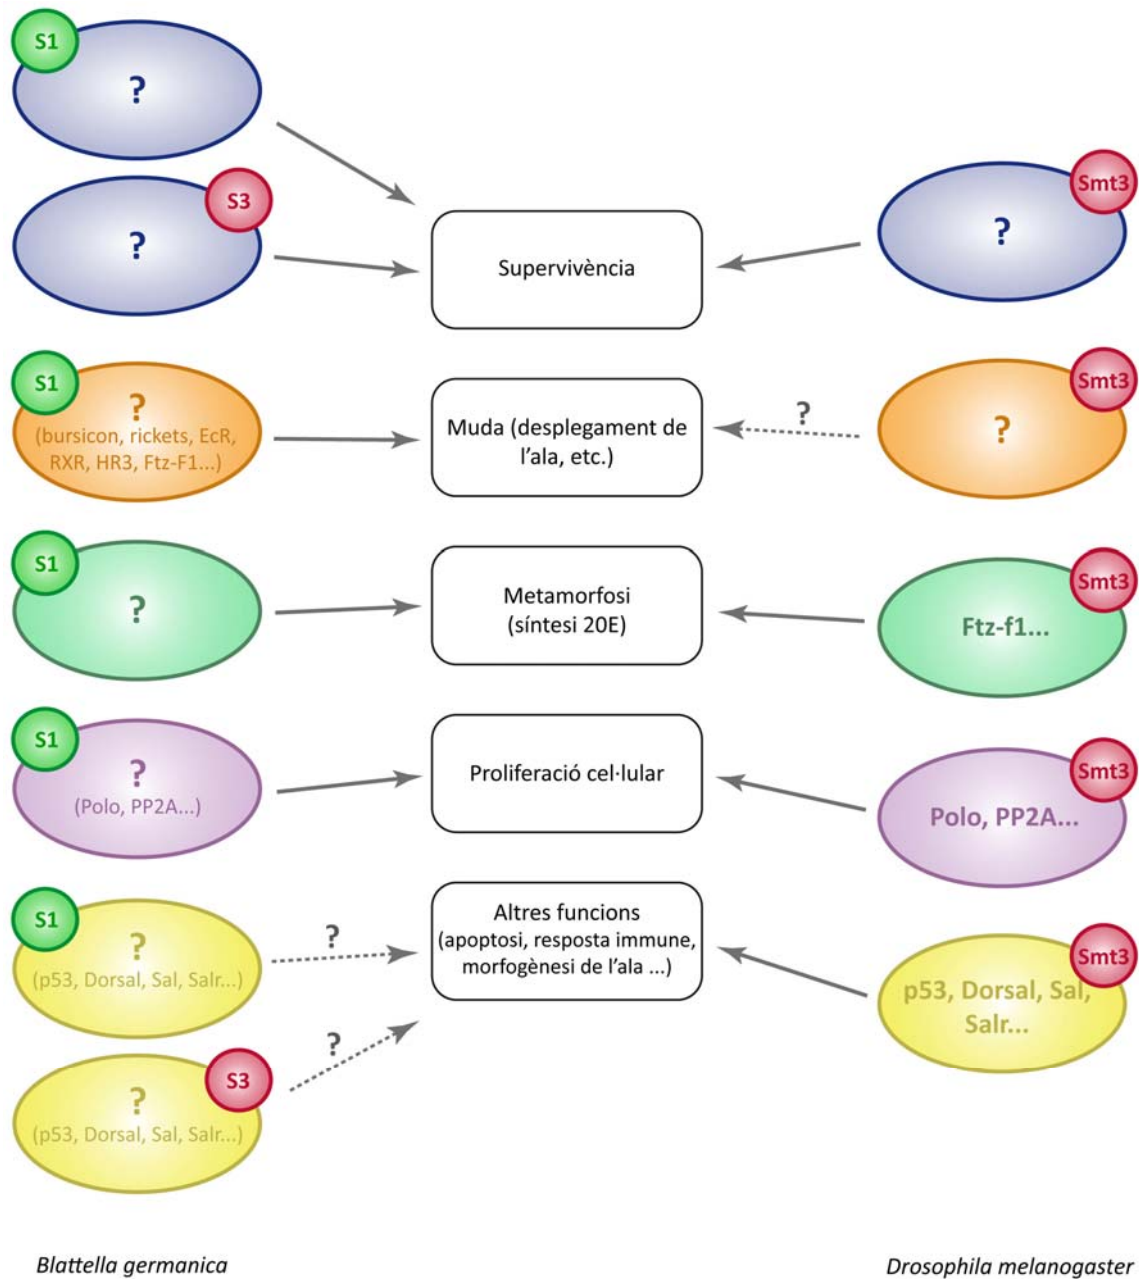 S1
?
S3
?
Supervivència
Smt3
?
S1
?
(bursicon, rickets, EcR,
RXR, HR3, Ftz-F1...)
Muda (desplegament de
l'ala, etc.)
?
Smt3
?
S1
?
Metamorfosi
(síntesi 20E)
Smt3
Ftz-f1...
S1
?
(Polo, PP2A...)
Proliferació cel·lular
Smt3
Polo, PP2A...
S1
?
(p53, Dorsal, Sal, Salr...)
?
Altres funcions
(apoptosi, resposta immune,
morfogènesi de l'ala ...)
Smt3
p53, Dorsal, Sal,
Salr...
S3
?
(p53, Dorsal, Sal, Salr...)
?
Blattella germanica
Drosophila melanogaster